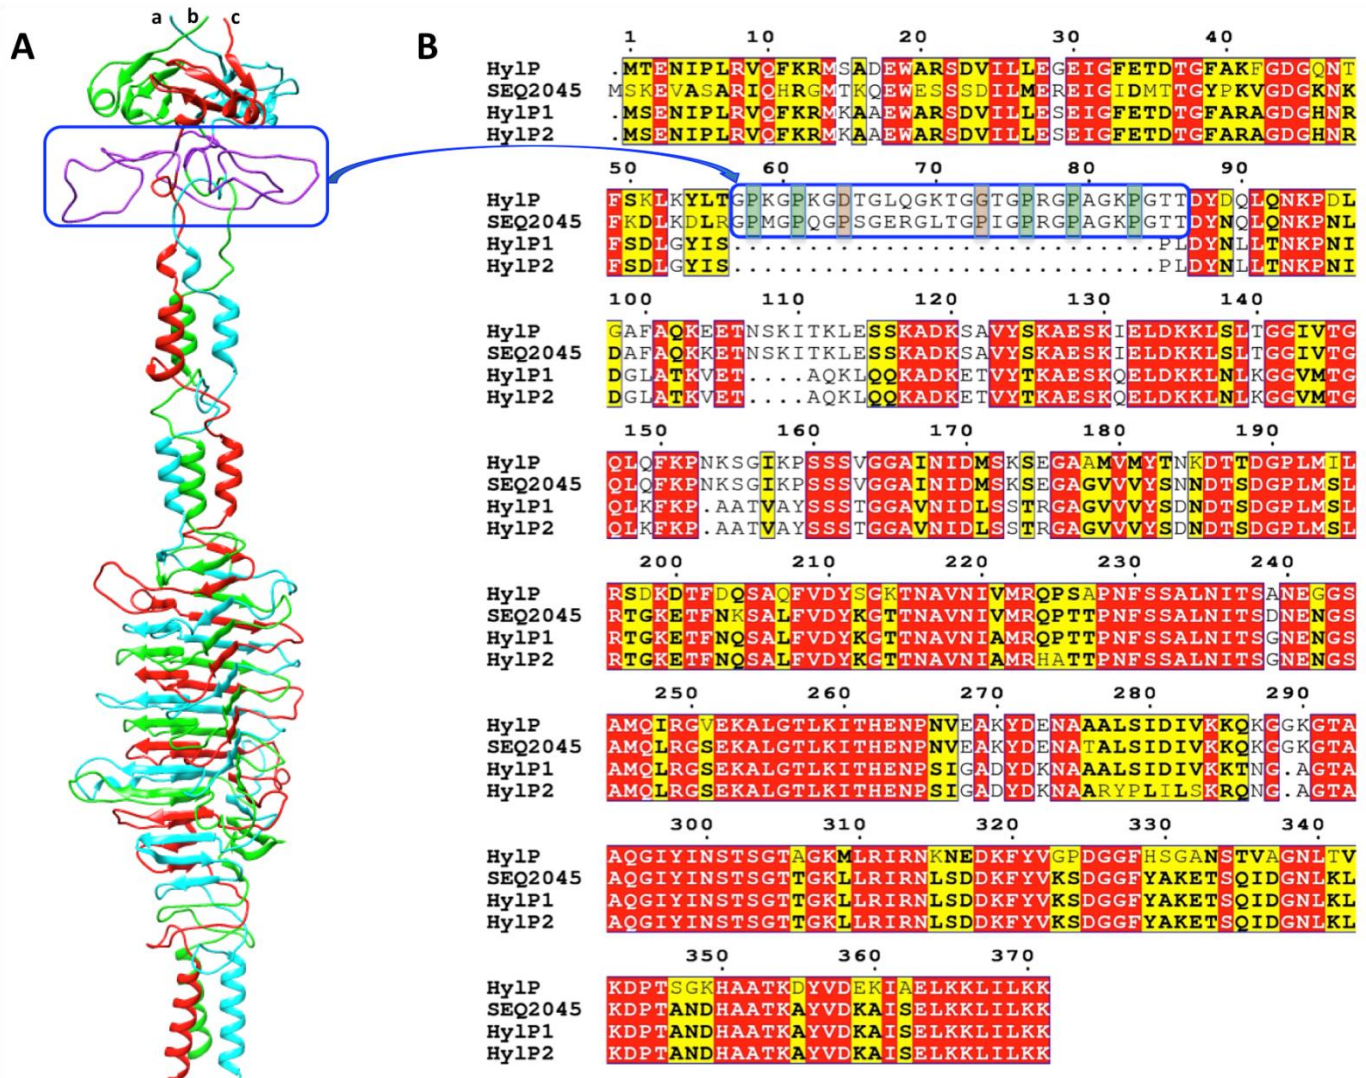 a b c
A
B
1 10 20 30 40
HylP .MTENIPLRVQFKRMSADEWARSDVILLEGEIGFETDTGFAKFGDGQNT
SEQ2045 MSKEVASARIQHRGMTKQEWESSSDILMEREIGIDMTTGYPKVGDGKNK
HylP1 .MSENIPLRVQFKRMKAAEWARSDVILLESEIGFETDTGFARAGDGHNR
HylP2 .MSENIPLRVQFKRMKAAEWARSDVILLESEIGFETDTGFARAGDGHNR
50 60 70 80 90
HylP FSKLKYLTGPKGPKGDTGLQGKTGGTGPRGPAGKPGTTDYDQLQNKPDL
SEQ2045 FKDLKDLRGPMGPQGPSGERGLTGPIGPRGPAGKPGTTDYNQLQNKPNL
HylP1 FSDLGYIS............................PLDYNLLTNKPNI
HylP2 FSDLGYIS............................PLDYNLLTNKPNI
100 110 120 130 140
HylP GAFAQKEETNSKITKLESSKADKSAVYSKAESKIELDKKLSLTGGIVTG
SEQ2045 DAFAQKKETNSKITKLESSKADKSAVYSKAESKIELDKKLSLTGGIVTG
HylP1 DGLATKVET....AQKLQQKADKETVYTKAESKQELDKKLNLKGGVMTG
HylP2 DGLATKVET....AQKLQQKADKETVYTKAESKQELDKKLNLKGGVMTG
150 160 170 180 190
HylP QLQFKPNKSGIKPSSSVGGAINIDMSKSEGAAMVMYTNKDTTDGPLMIL
SEQ2045 QLQFKPNKSGIKPSSSVGGAINIDMSKSEGAGVVVYSNNDTSDGPLMSL
HylP1 QLKFKP.AATVAYSSSTGGAVNIDLSSTRGAGVVVYSDNDTSDGPLMSL
HylP2 QLKFKP.AATVAYSSSTGGAVNIDLSSTRGAGVVVYSDNDTSDGPLMSL
200 210 220 230 240
HylP RSDKDTFDQSAQFVDYSGKTNAVNIVMRQPSAPNFSSALNITSANEGGS
SEQ2045 RTGKETFNKSALFVDYKGTTNAVNIVMRQPTTPNFSSALNITSDNENGS
HylP1 RTGKETFNQSALFVDYKGTTNAVNIAMRQPTTPNFSSALNITSGNENGS
HylP2 RTGKETFNQSALFVDYKGTTNAVNIAMRHATTPNFSSALNITSGNENGS
250 260 270 280 290
HylP AMQIRGVEKALGTLKITHENPNVEAKYDENAAALSIDIVKKQKGGKGTA
SEQ2045 AMQLRGSEKALGTLKITHENPNVEAKYDENATALSIDIVKKQKGGKGTA
HylP1 AMQLRGSEKALGTLKITHENPSIGADYDKNAAALSIDIVKKTNG.AGTA
HylP2 AMQLRGSEKALGTLKITHENPSIGADYDKNAARYPLILSKRQNG.AGTA
300 310 320 330 340
HylP AQGIYINSTSGTAGKMLRIRNKNEDKFYVGPDGGFHSGANSTVAGNLTV
SEQ2045 AQGIYINSTSGTTGKLLRIRNLSDDKFYVKSDGGFYAKETSQIDGNLKL
HylP1 AQGIYINSTSGTTGKLLRIRNLSDDKFYVKSDGGFYAKETSQIDGNLKL
HylP2 AQGIYINSTSGTTGKLLRIRNLSDDKFYVKSDGGFYAKETSQIDGNLKL
350 360 370
HylP KDPTSGKHAATKDYVDEKIAELKKLILKK
SEQ2045 KDPTANDHAATKAYVDKAISELKKLILKK
HylP1 KDPTANDHAATKAYVDKAISELKKLILKK
HylP2 KDPTANDHAATKAYVDKAISELKKLILKK